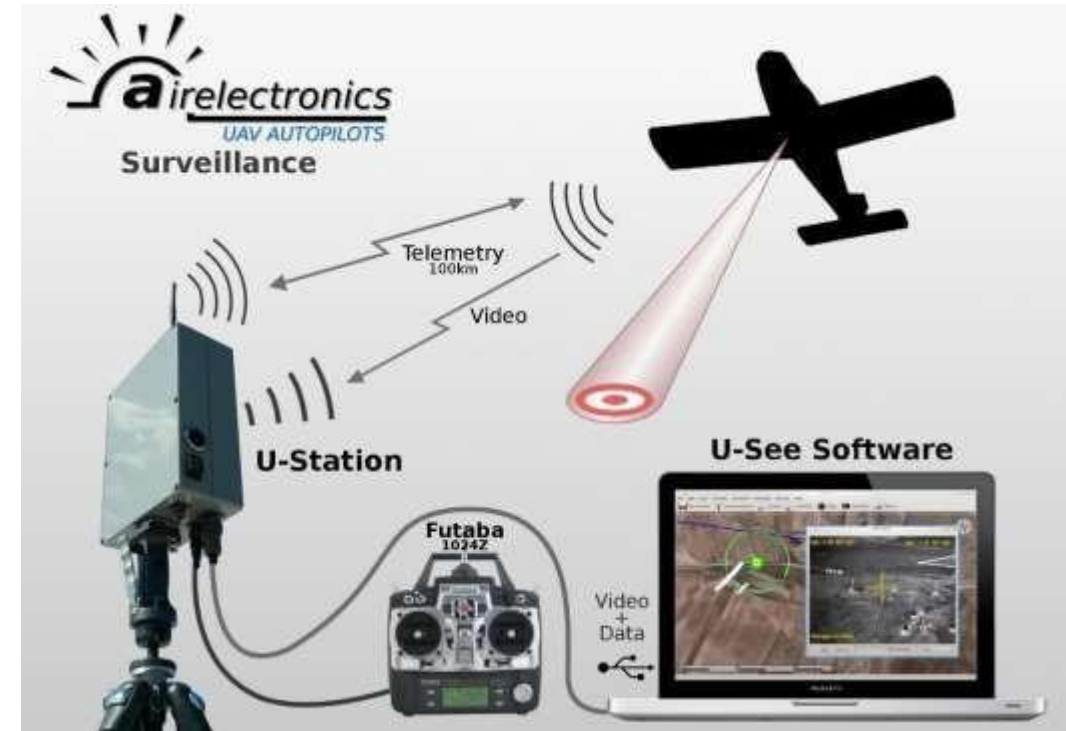 airelectronics
UAV AUTOPILOTS
Surveillance
Telemetry
100km
Video
U-Station
U-See Software
Futaba
1024Z
Video
+
Data